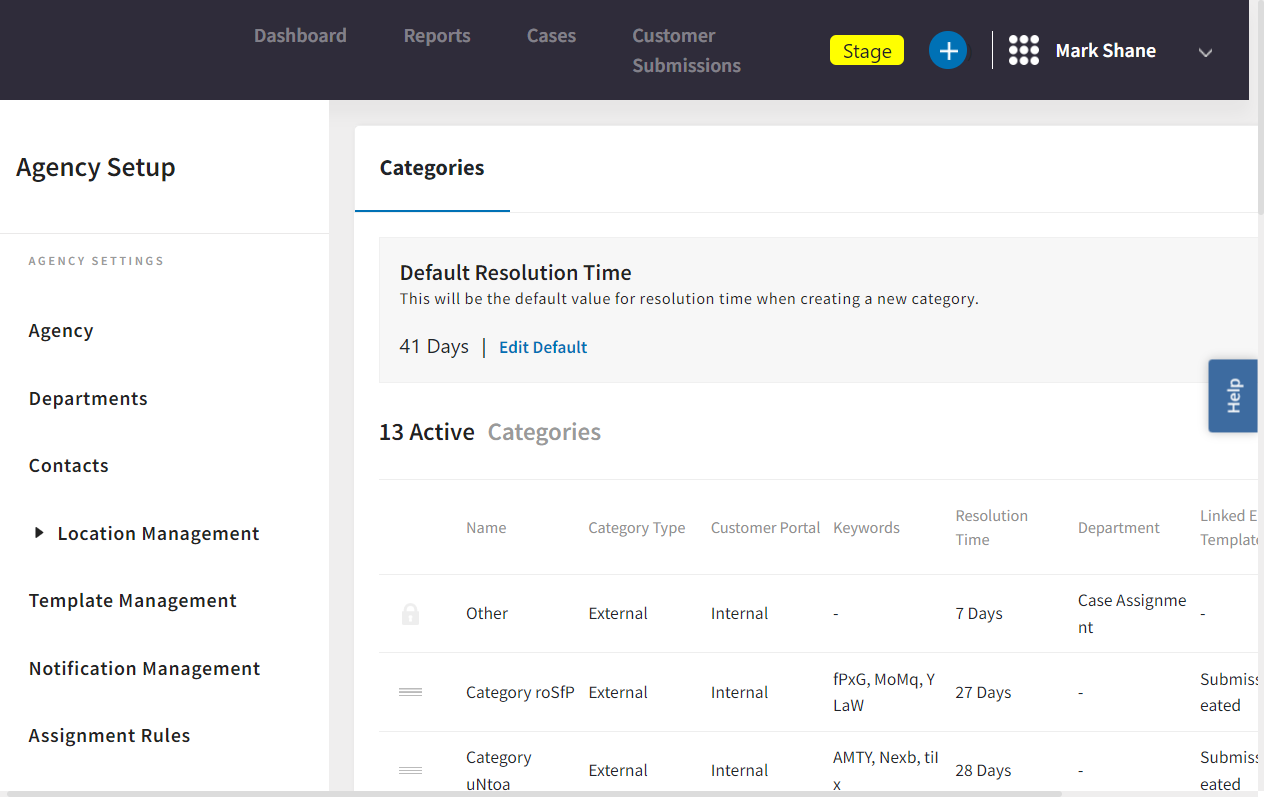 Dashboard
Reports
Cases
Customer
Submissions
Stage
Mark Shane
Agency Setup
AGENCY SETTINGS
Agency
Departments
Contacts
Location Management
Template Management
Notification Management
Assignment Rules
Categories
Default Resolution Time
This will be the default value for resolution time when creating a new category.
41 Days | Edit Default
Help
13 Active Categories
Name Category Type Customer Portal Keywords Resolution Time Department Linked E
Template
Other External Internal - 7 Days Case Assignme
nt -
Category roSfP External Internal fPxG, MoMq, Y
LaW 27 Days - Submiss
eated
Category
uNtoa External Internal AMTY, Nexb, til
x 28 Days - Submiss
eated